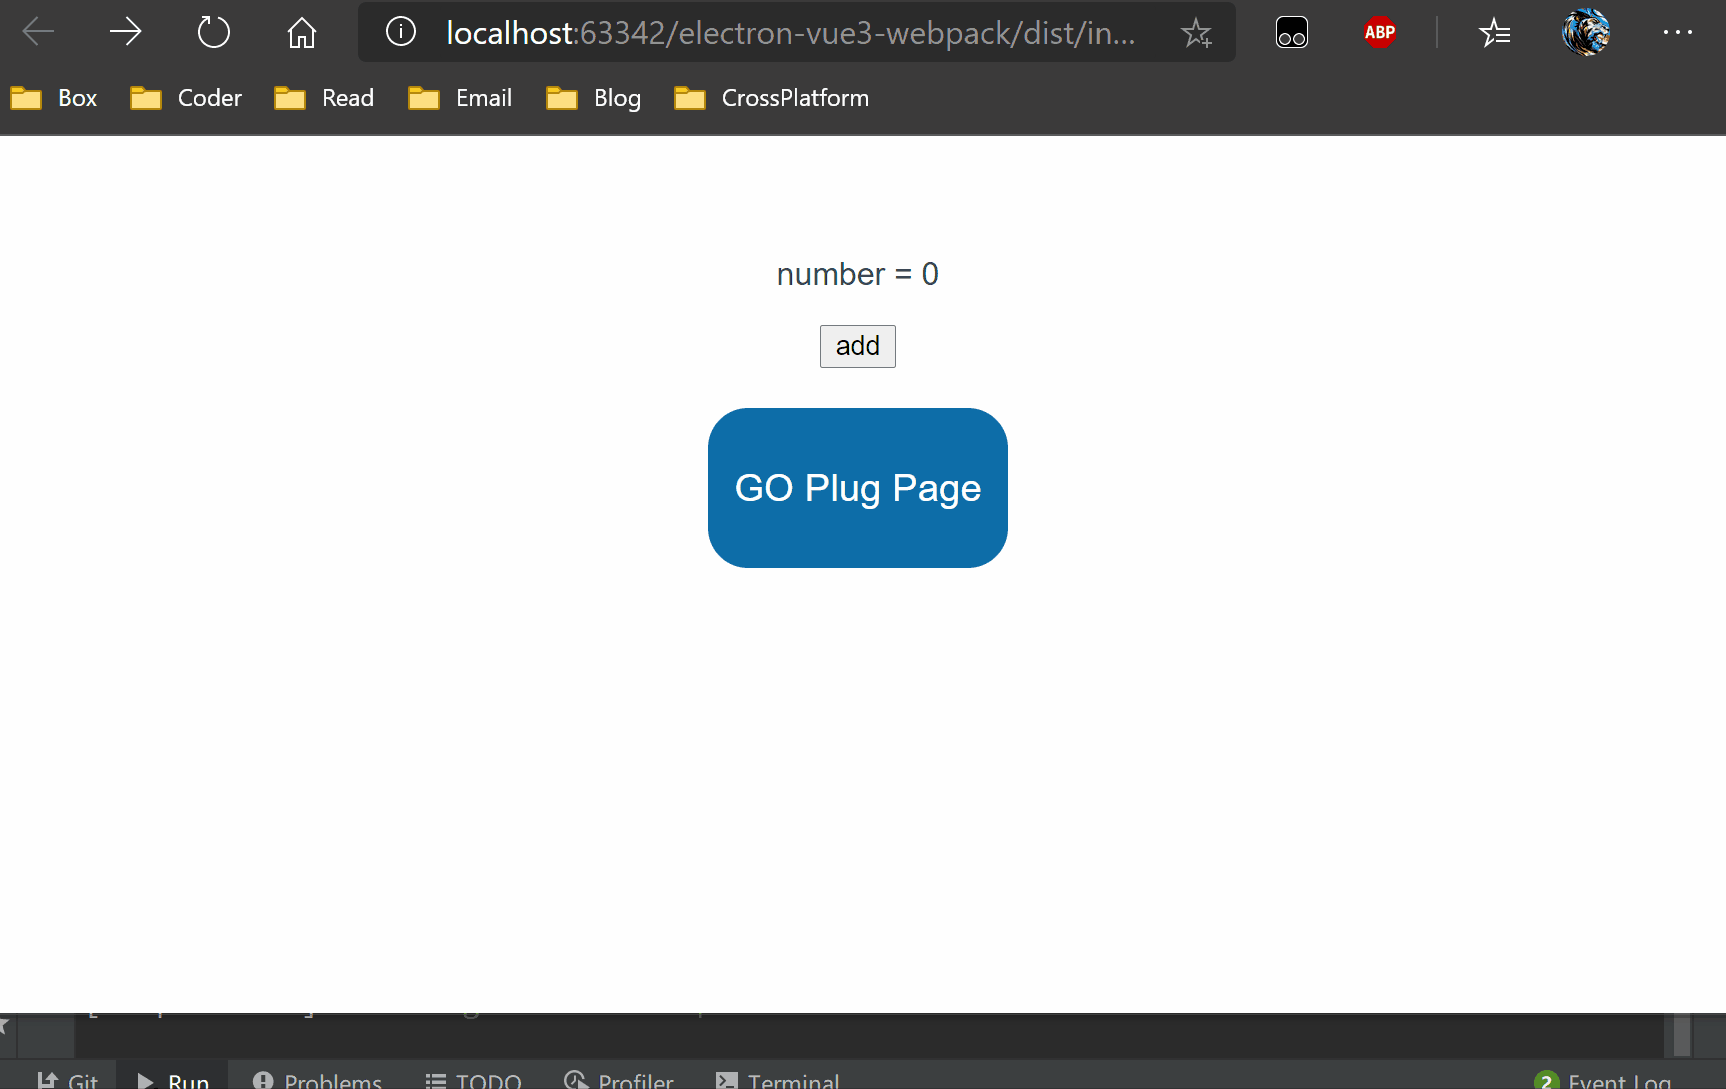 localhost:63342/electron-vue3-webpack/dist/in...
ABP
Box Coder Read Email Blog CrossPlatform
number = 0
add
GO Plug Page
Git Run Problems TODO Profiler Terminal 2 Event Log